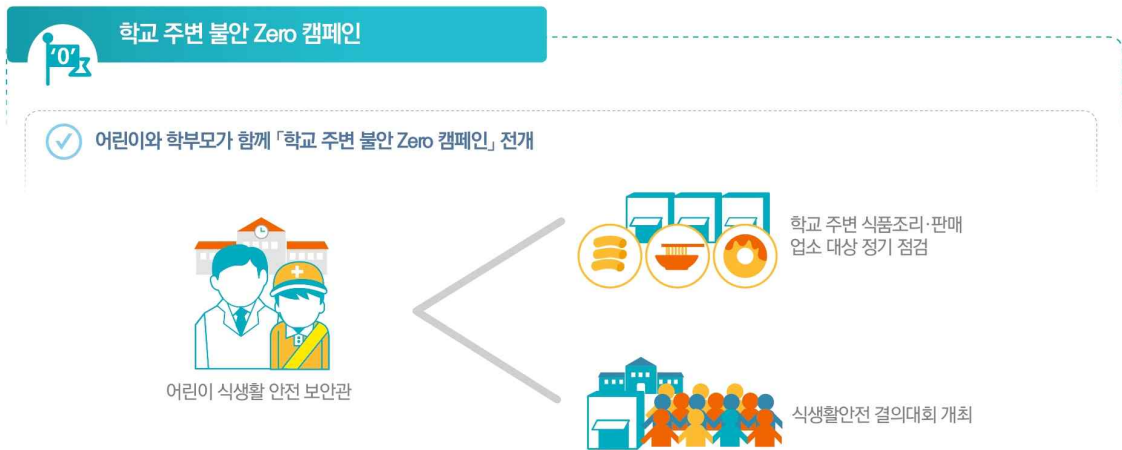 '0'
학교 주변 불안 Zero 캠페인
어린이와 학부모가 함께 「학교 주변 불안 Zero 캠페인」 전개
학교 주변 식품조리·판매
업소 대상 정기 점검
어린이 식생활 안전 보안관
식생활안전 결의대회 개최